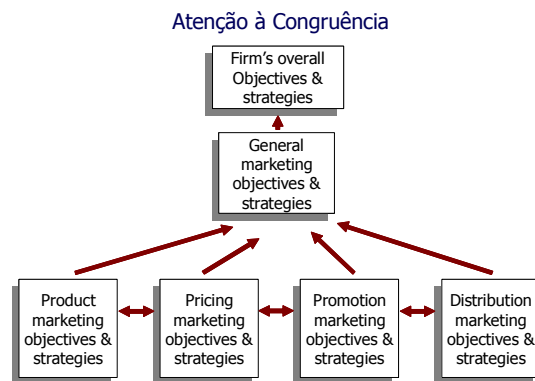 Atenção à Congruência
Firm's overall
Objectives &
strategies
General
marketing
objectives &
strategies
Product
marketing
objectives &
strategies
Pricing
marketing
objectives &
strategies
Promotion
marketing
objectives &
strategies
Distribution
marketing
objectives &
strategies